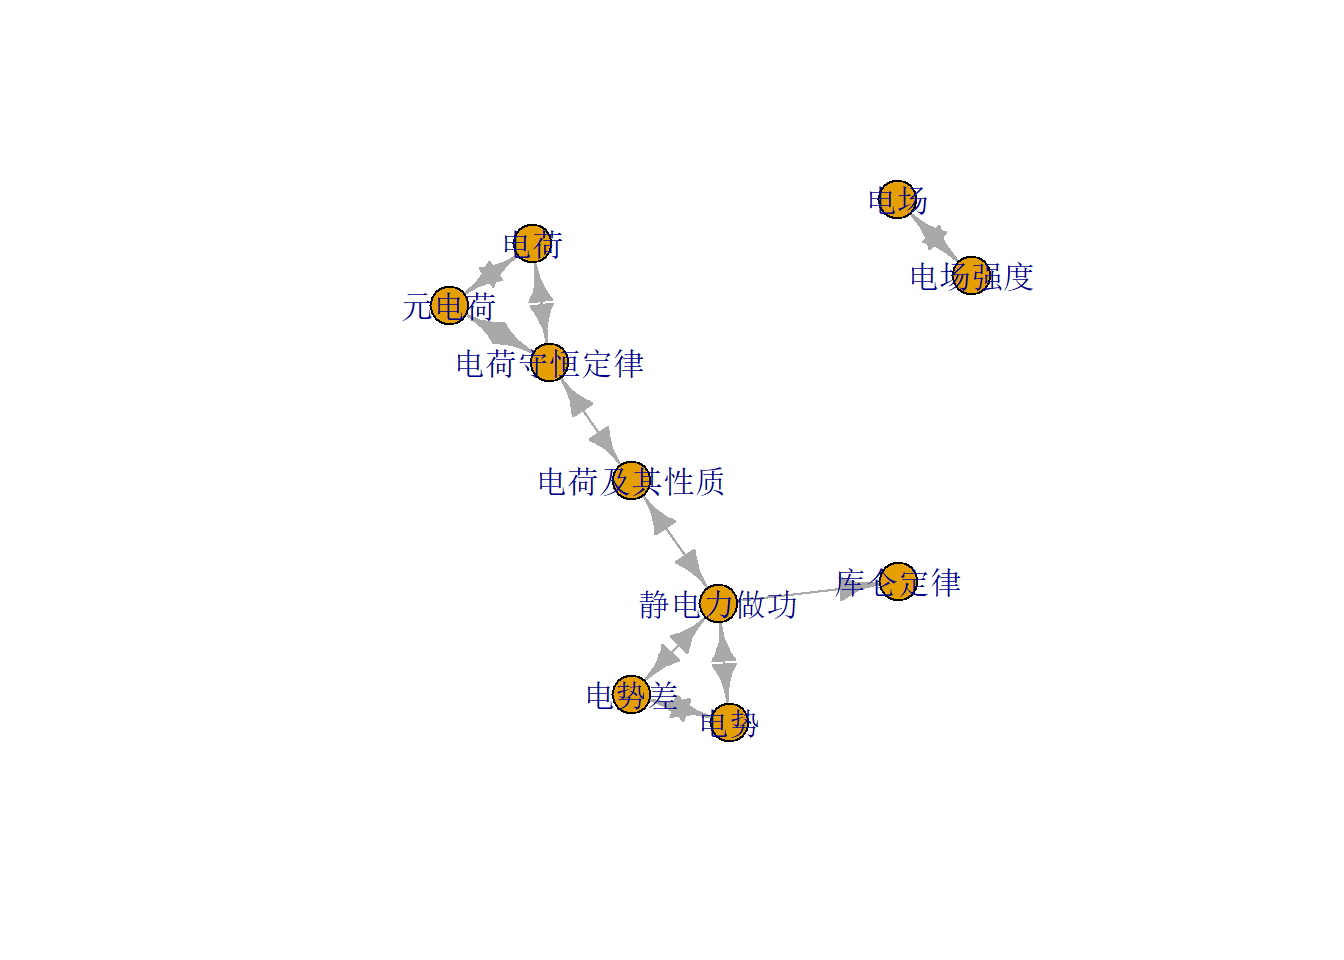 电场
电荷
电场强度
元电荷
电荷守恒定律
电荷及其性质
库仑定律
静电力做功
电势差
电势